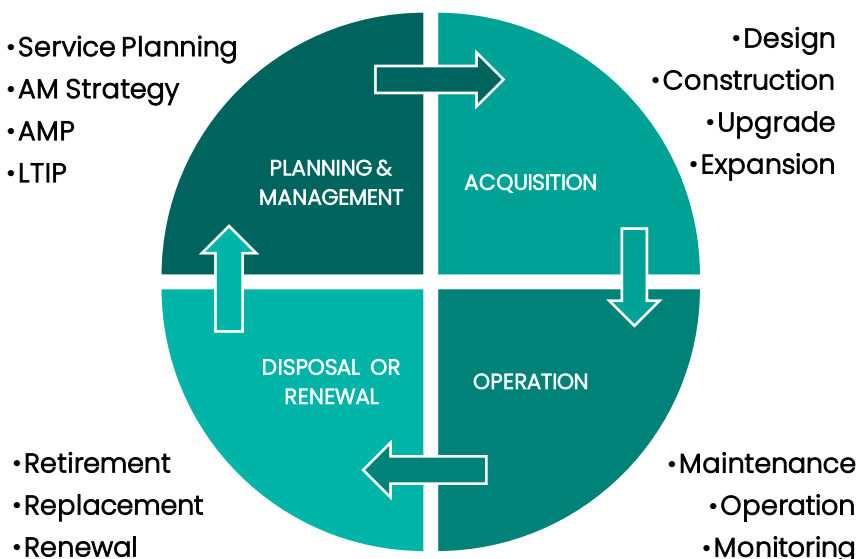 •Service Planning
•AM Strategy
•AMP
•LTIP
•Design
•Construction
•Upgrade
•Expansion
PLANNING &
MANAGEMENT
ACQUISITION
DISPOSAL OR
RENEWAL
OPERATION
•Retirement
•Replacement
•Renewal
•Maintenance
•Operation
•Monitoring